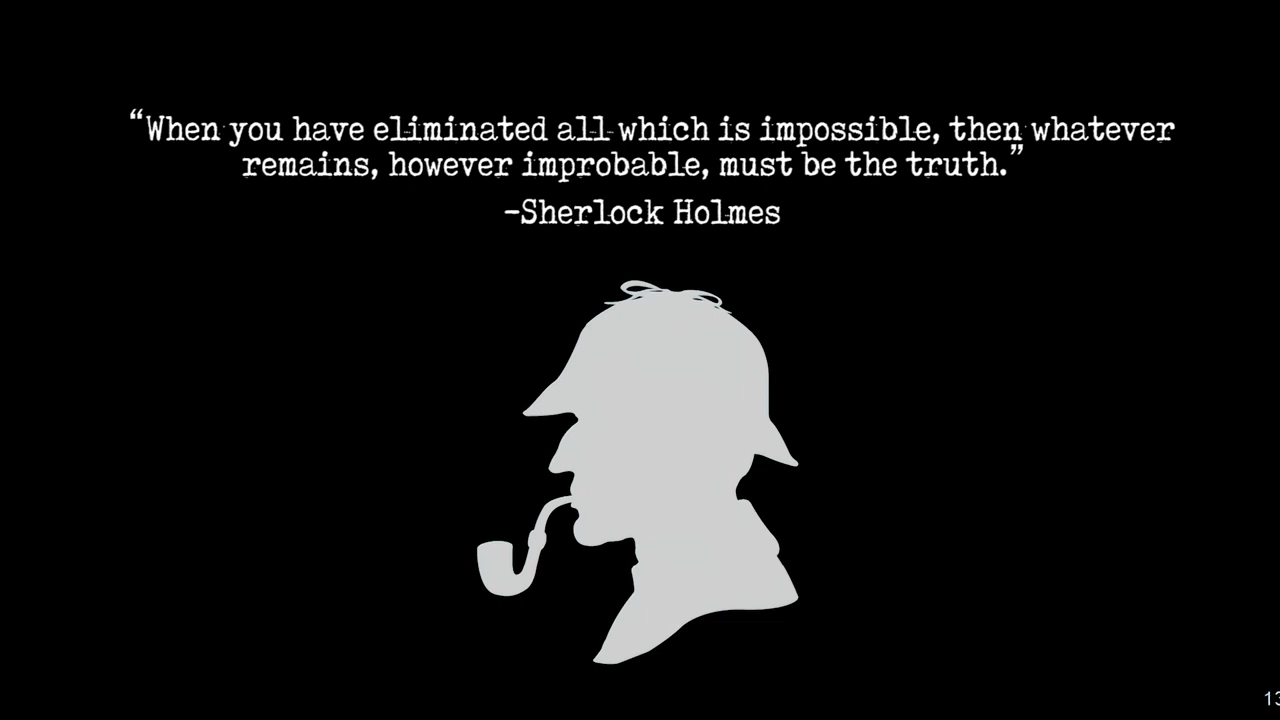 “When you have eliminated all which is impossible, then whatever
remains, however improbable, must be the truth.”
-Sherlock Holmes
13